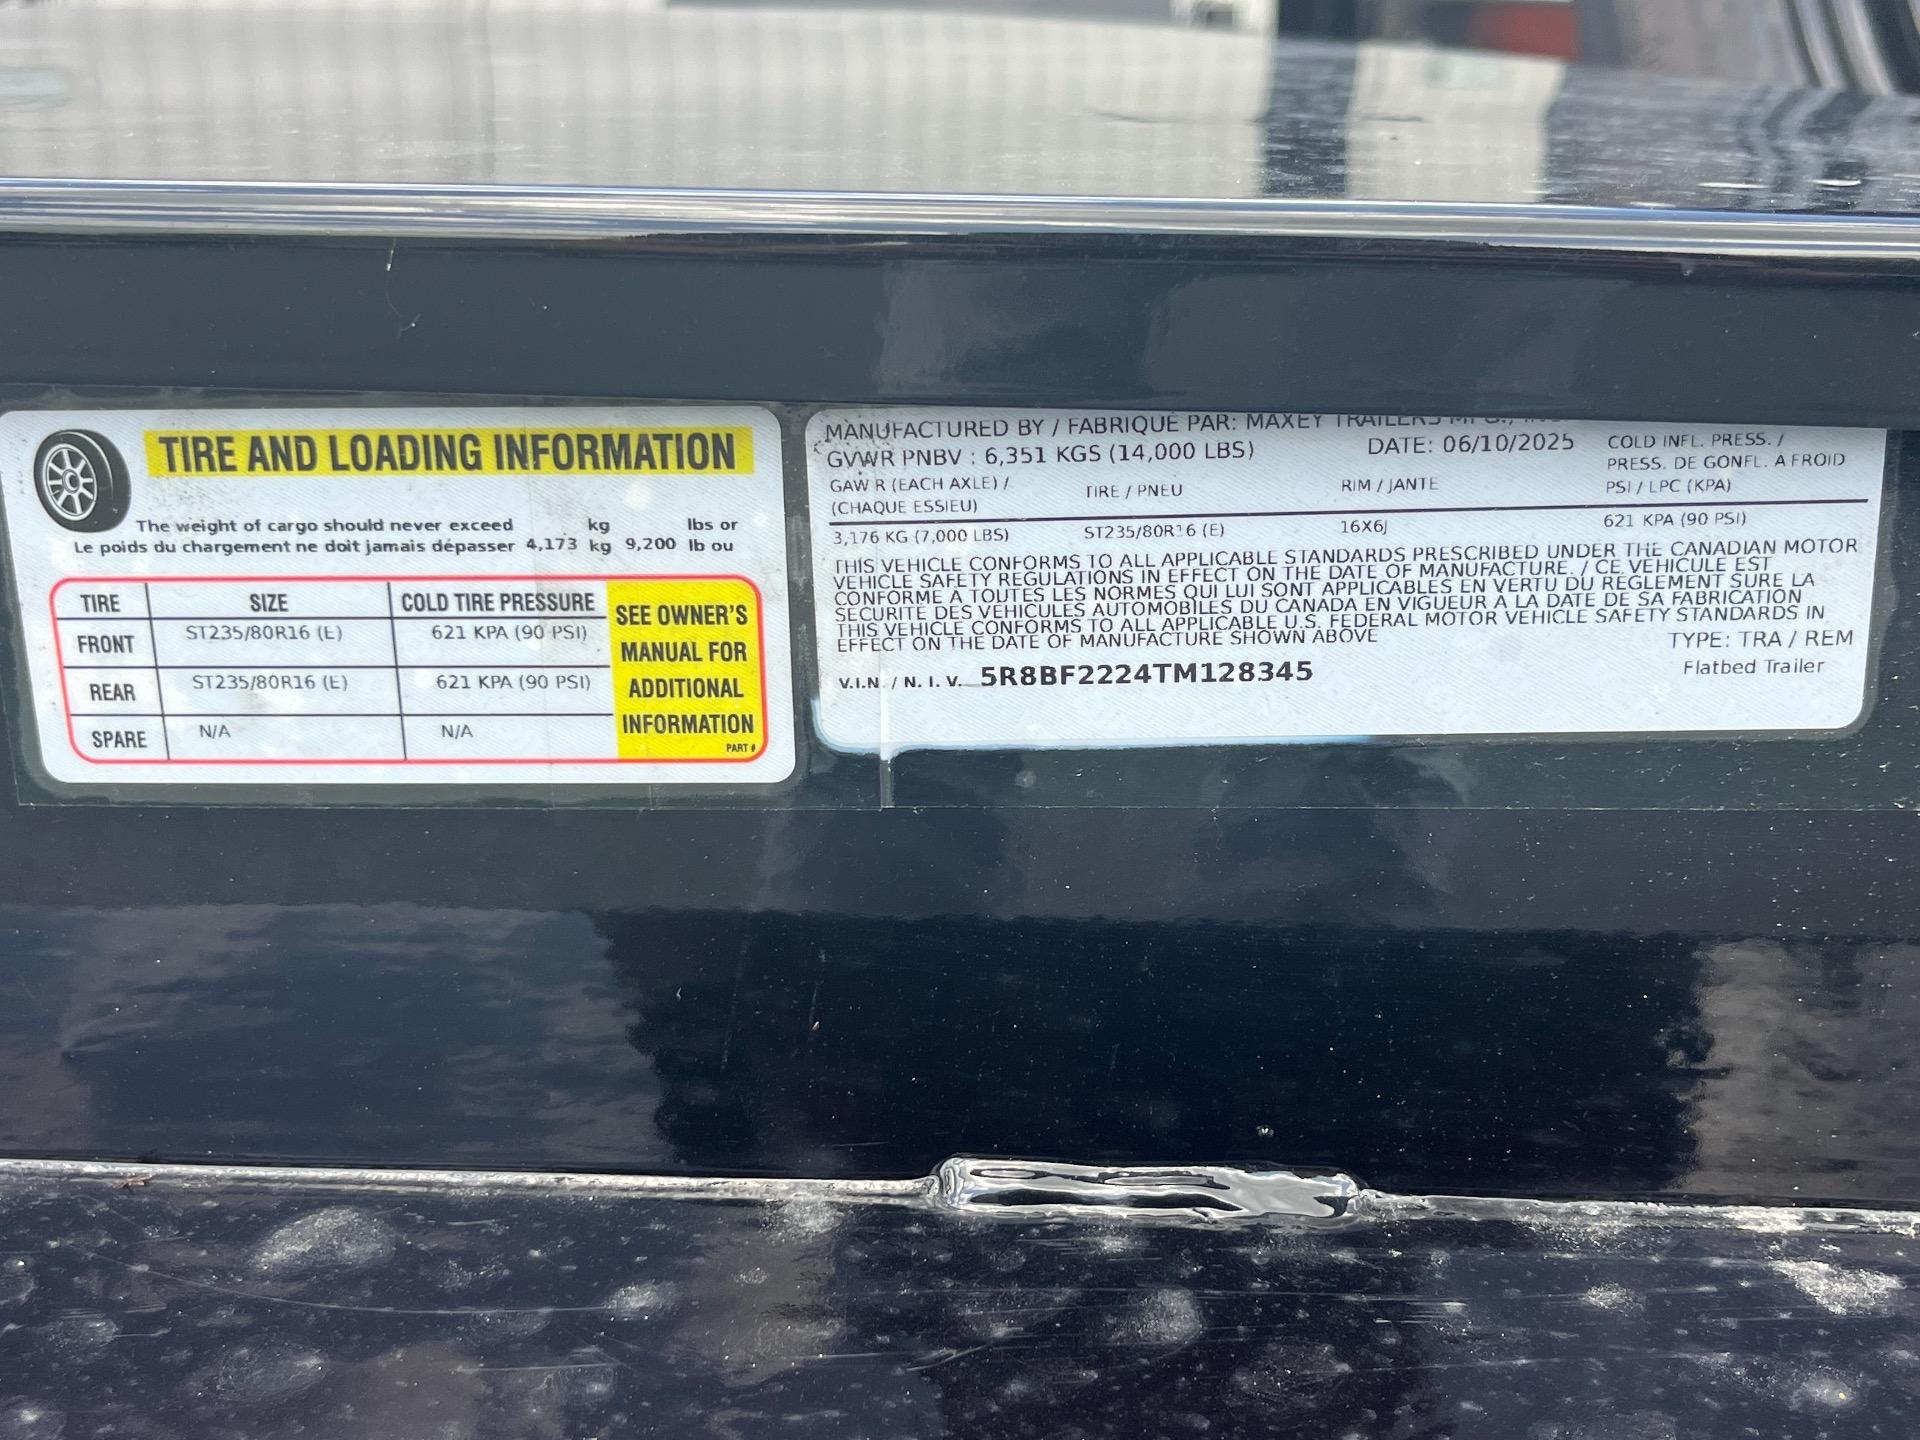 TIRE AND LOADING INFORMATION
The weight of cargo should never exceed kg lbs or
Le poids du chargement ne doit jamais dépasser 4,173 kg 9,200 lb ou
TIRE SIZE COLD TIRE PRESSURE
FRONT ST235/80R16 (E) 621 KPA (90 PSI)
REAR ST235/80R16 (E) 621 KPA (90 PSI)
SPARE N/A N/A
SEE OWNER'S
MANUAL FOR
ADDITIONAL
INFORMATION
PART #
MANUFACTURED BY / FABRIQUE PAR: MAXEY TRAILERS MFG., INC.
GVWR PNBV : 6,351 KGS (14,000 LBS) DATE: 06/10/2025
COLD INFL. PRESS. /
PRESS. DE GONFL. A FROID
PSI / LPC (KPA)
GAWR (EACH AXLE) / TIRE / PNEU RIM / JANTE
(CHAQUE ESSIEU)
3,176 KG (7,000 LBS) ST235/80R16 (E) 16X6J 621 KPA (90 PSI)
THIS VEHICLE CONFORMS TO ALL APPLICABLE STANDARDS PRESCRIBED UNDER THE CANADIAN MOTOR
VEHICLE SAFETY REGULATIONS IN EFFECT ON THE DATE OF MANUFACTURE. / CE VEHICULE EST
CONFORME A TOUTES LES NORMES QUI LUI SONT APPLICABLES EN VERTU DU REGLEMENT SURE LA
SECURITE DES VEHICULES AUTOMOBILES DU CANADA EN VIGUEUR A LA DATE DE SA FABRICATION
THIS VEHICLE CONFORMS TO ALL APPLICABLE U.S. FEDERAL MOTOR VEHICLE SAFETY STANDARDS IN
EFFECT ON THE DATE OF MANUFACTURE SHOWN ABOVE
TYPE: TRA / REM
Flatbed Trailer
V.I.N. / N. I. V. 5R8BF2224TM128345